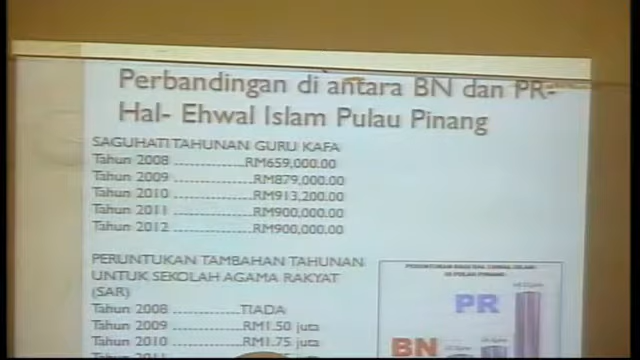 Perbandingan di antara BN dan PR-
Hal- Ehwal Islam Pulau Pinang
SAGUHATI TAHUNAN GURU KAFA
Tahun 2008 ................RM659,000.00
Tahun 2009 ..................RM879,000.00
Tahun 2010 ..................RM913,200.00
Tahun 2011 ..................RM900,000.00
Tahun 2012 ..................RM900,000.00
PERUNTUKAN TAMBAHAN TAHUNAN
UNTUK SEKOLAH AGAMA RAKYAT
(SAR)
Tahun 2008 ...............TIADA
Tahun 2009 ...............RM1.50 juta
Tahun 2010 ...............RM1.75 juta
PR
BN